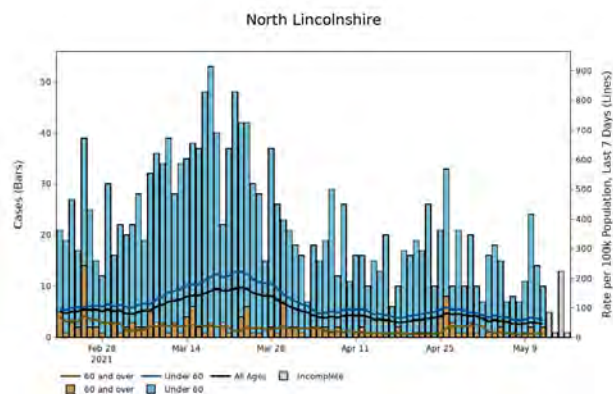 North Lincolnshire
Cases (Bars)
50
40
30
20
10
0
Rate per 100k Population, Last 7 Days (Lines)
900
800
700
600
500
400
300
200
100
0
Feb 28
2021
Mar 14
Mar 28
Apr 11
Apr 25
May 9
60 and over
Under 60
All Ages
Incomplete
60 and over
Under 60